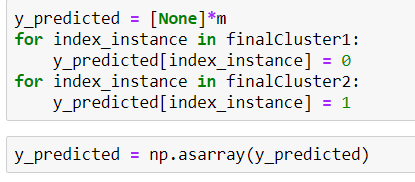 y_predicted = [None]*m
for index_instance in finalCluster1:
    y_predicted[index_instance] = 0
for index_instance in finalCluster2:
    y_predicted[index_instance] = 1
y_predicted = np.asarray(y_predicted)